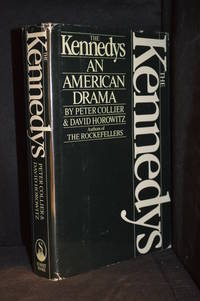 THE
Kennedys
AN
AMERICAN
DRAMA
BY PETER COLLIER
& DAVID HOROWITZ
Authors of
THE ROCKEFELLERS
THE
Kennedys
THE
Kennedys
PETER COLLIER &
DAVID HOROWITZ